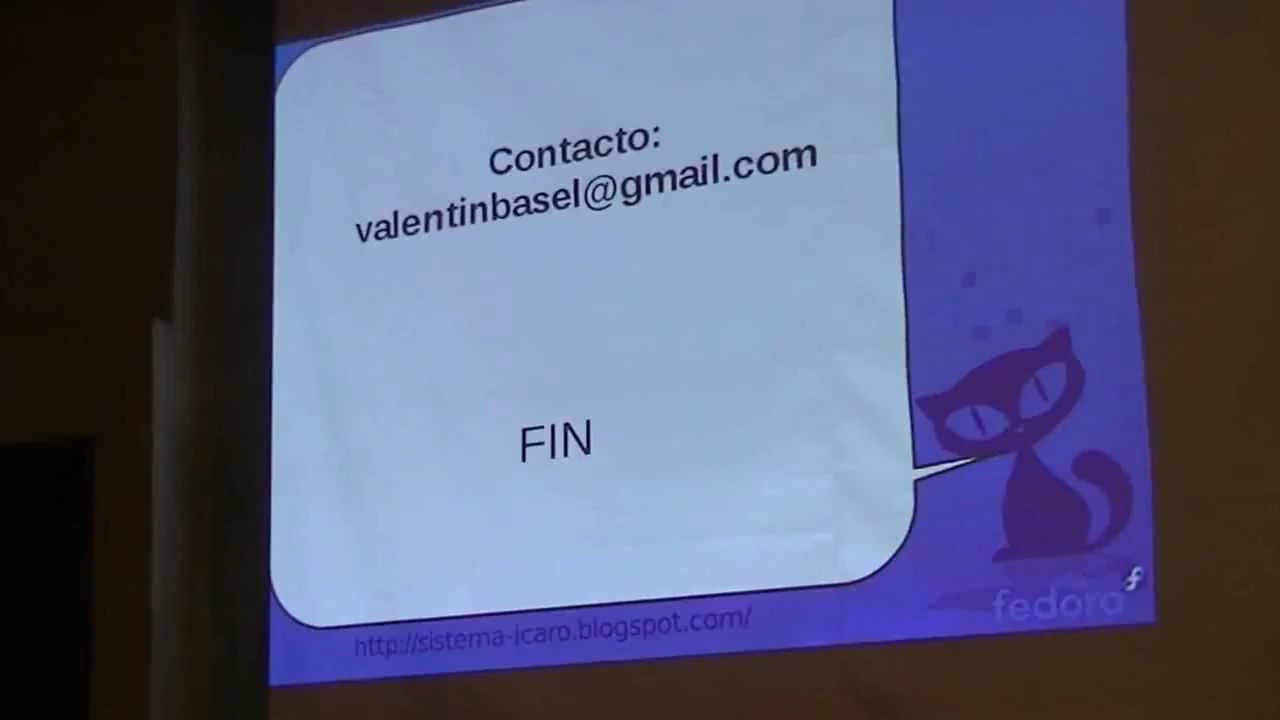 Contacto:
valentinbasel@gmail.com
FIN
http://sistema-icaro.blogspot.com/
fedora